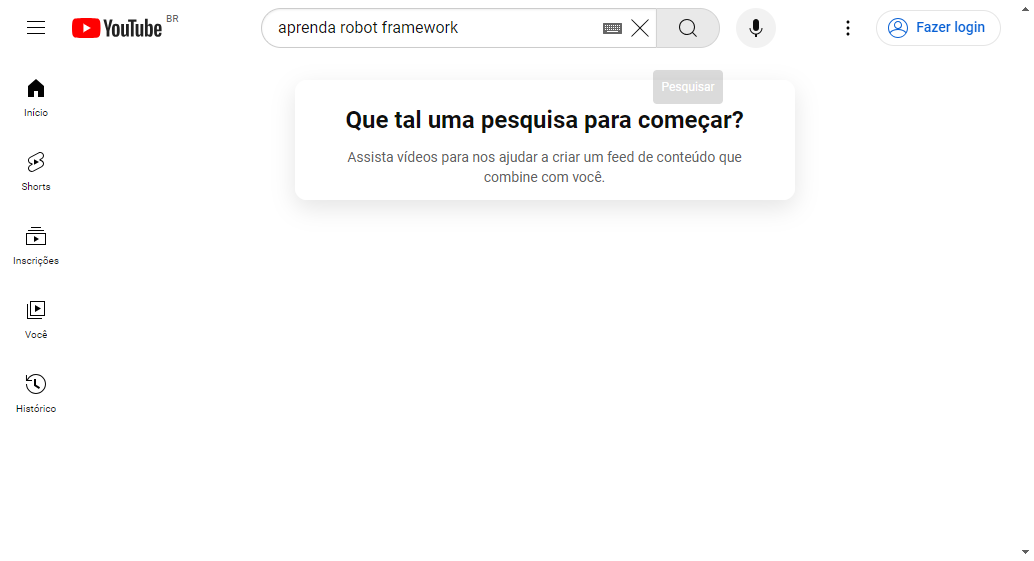 YouTube BR
aprenda robot framework
Fazer login
Pesquisar
Início
Que tal uma pesquisa para começar?
Assista vídeos para nos ajudar a criar um feed de conteúdo que
combine com você.
Shorts
Inscrições
Você
Histórico